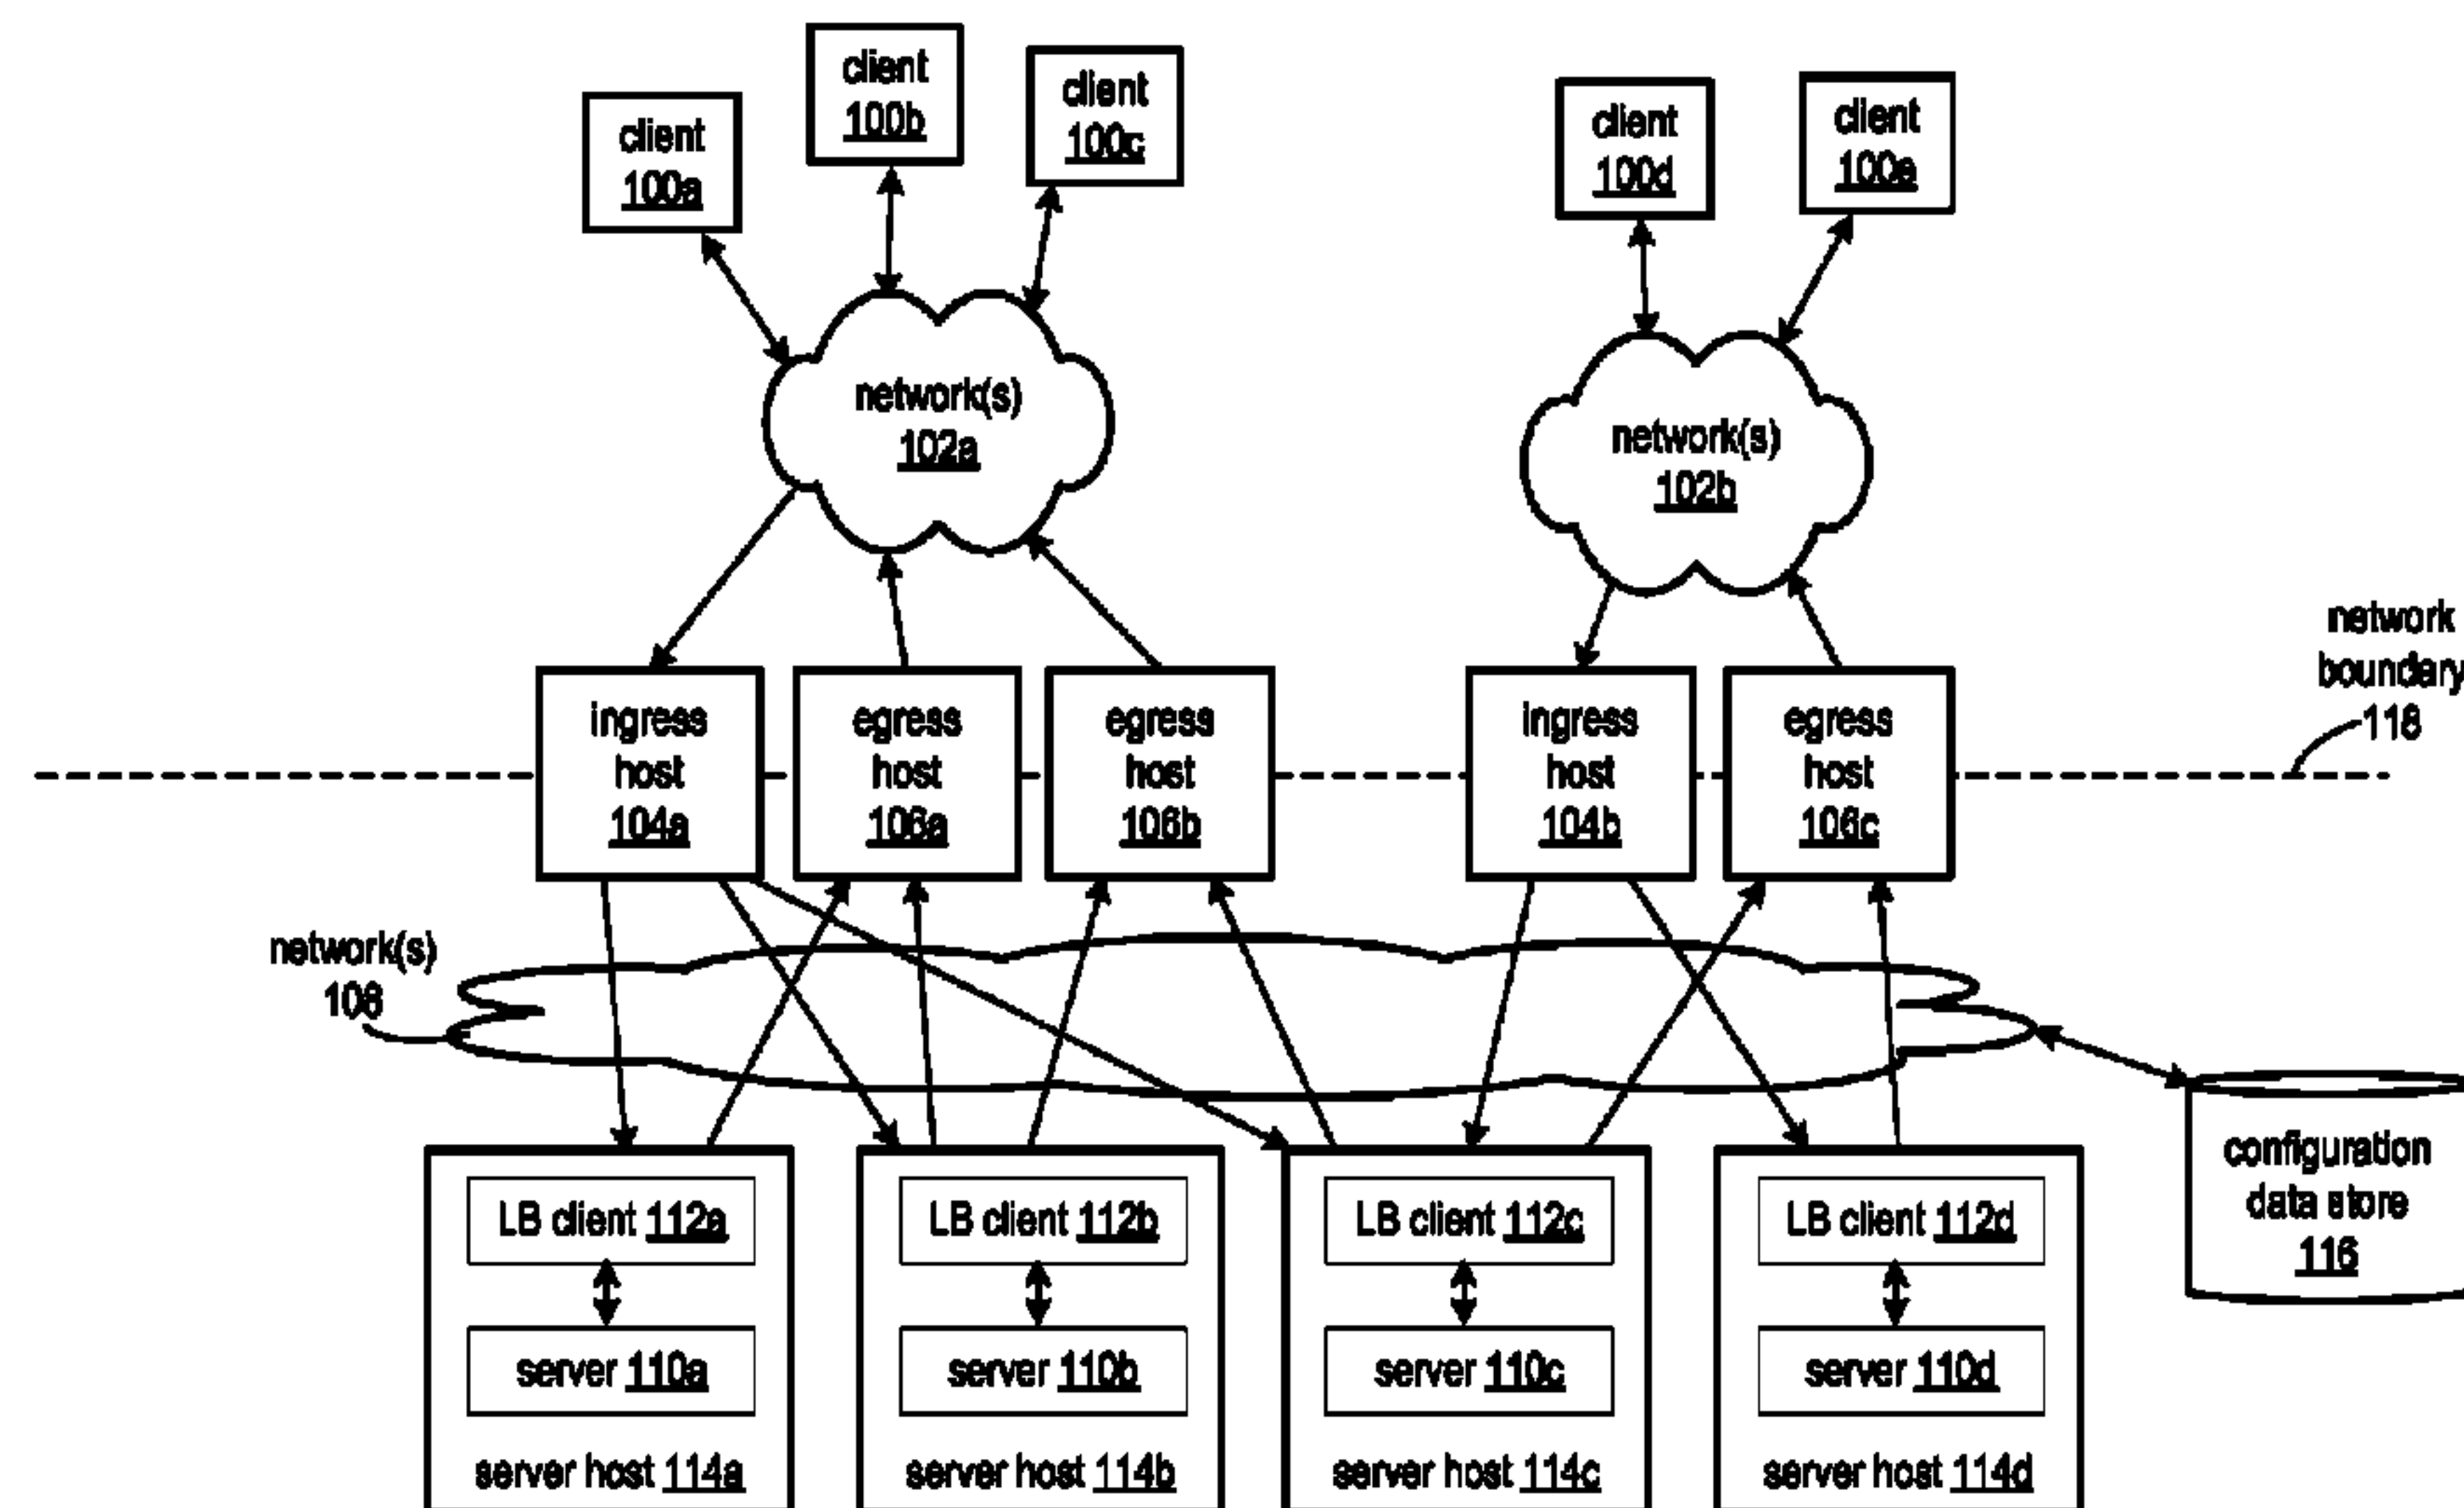 client
100a
client
100b
client
100c
client
100d
client
100e
network(s)
102a
network(s)
102b
network
boundary
118
ingress
host
104a
egress
host
106a
egress
host
106b
ingress
host
104b
egress
host
106c
network(s)
108
configuration
data store
116
LB client 112a
server 110a
server host 114a
LB client 112b
server 110b
server host 114b
LB client 112c
server 110c
server host 114c
LB client 112d
server 110d
server host 114d